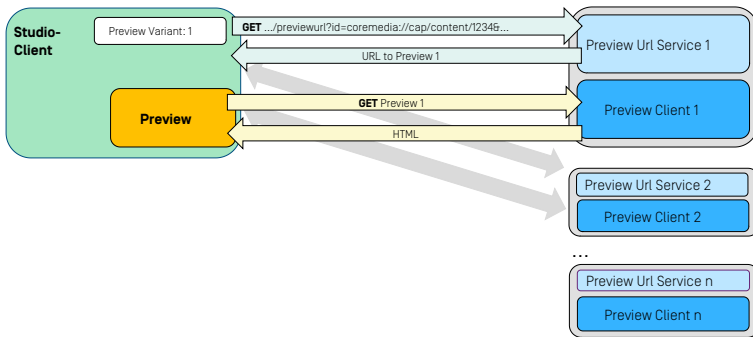 Studio-
Client
Preview Variant: 1
GET .../previewurl?id=coremedia://cap/content/1234&...
URL to Preview 1
Preview Url Service 1
Preview
GET Preview 1
HTML
Preview Client 1
Preview Url Service 2
Preview Client 2
...
Preview Url Service n
Preview Client n